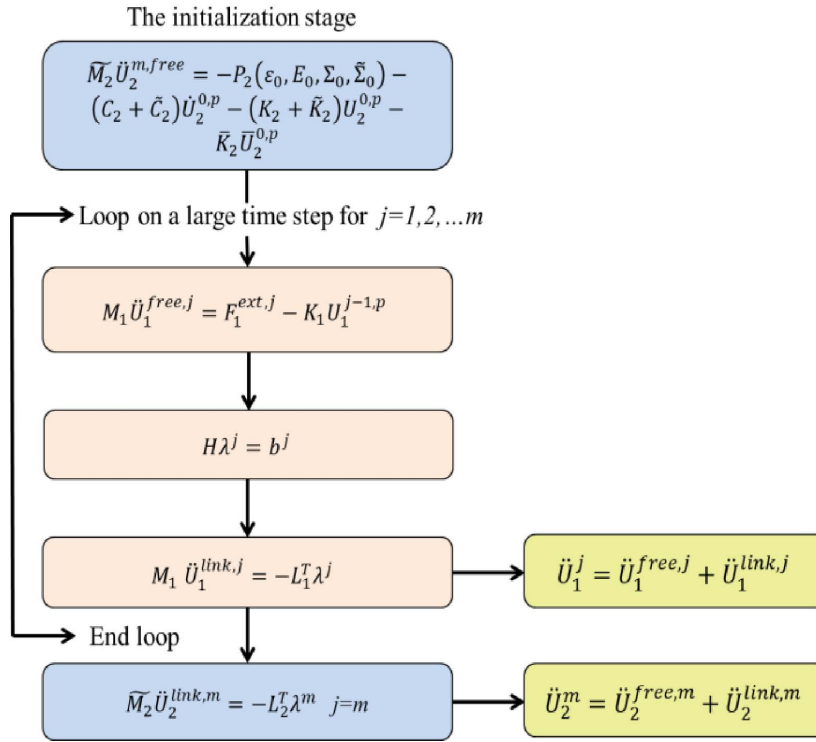 The initialization stage
M̃₂Ü₂^{m,free} = −P₂(ε₀, E₀, Σ₀, Σ̃₀) −
(C₂ + C̃₂)U̇₂^{0,p} − (K₂ + K̃₂)U₂^{0,p} −
K̄₂Ū₂^{0,p}
Loop on a large time step for j=1,2,...m
M₁Ü₁^{free,j} = F₁^{ext,j} − K₁U₁^{j−1,p}
Hλ^j = b^j
M₁ Ü₁^{link,j} = −L₁^T λ^j
Ü₁^j = Ü₁^{free,j} + Ü₁^{link,j}
End loop
M̃₂Ü₂^{link,m} = −L₂^T λ^m j=m
Ü₂^m = Ü₂^{free,m} + Ü₂^{link,m}